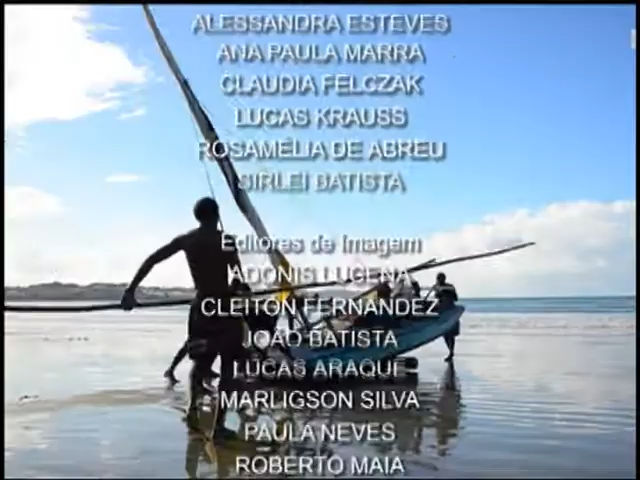 ALESSANDRA ESTEVES
ANA PAULA MARRA
CLAUDIA FELCZAK
LUCAS KRAUSS
ROSAMÉLIA DE ABREU
SIRLEI BATISTA
Editores de Imagem
ADONIS LUGENA
CLEITON FERNANDEZ
JOÃO BATISTA
LUCAS ARAQUE
MARLIGSON SILVA
PAULA NEVES
ROBERTO MAIA